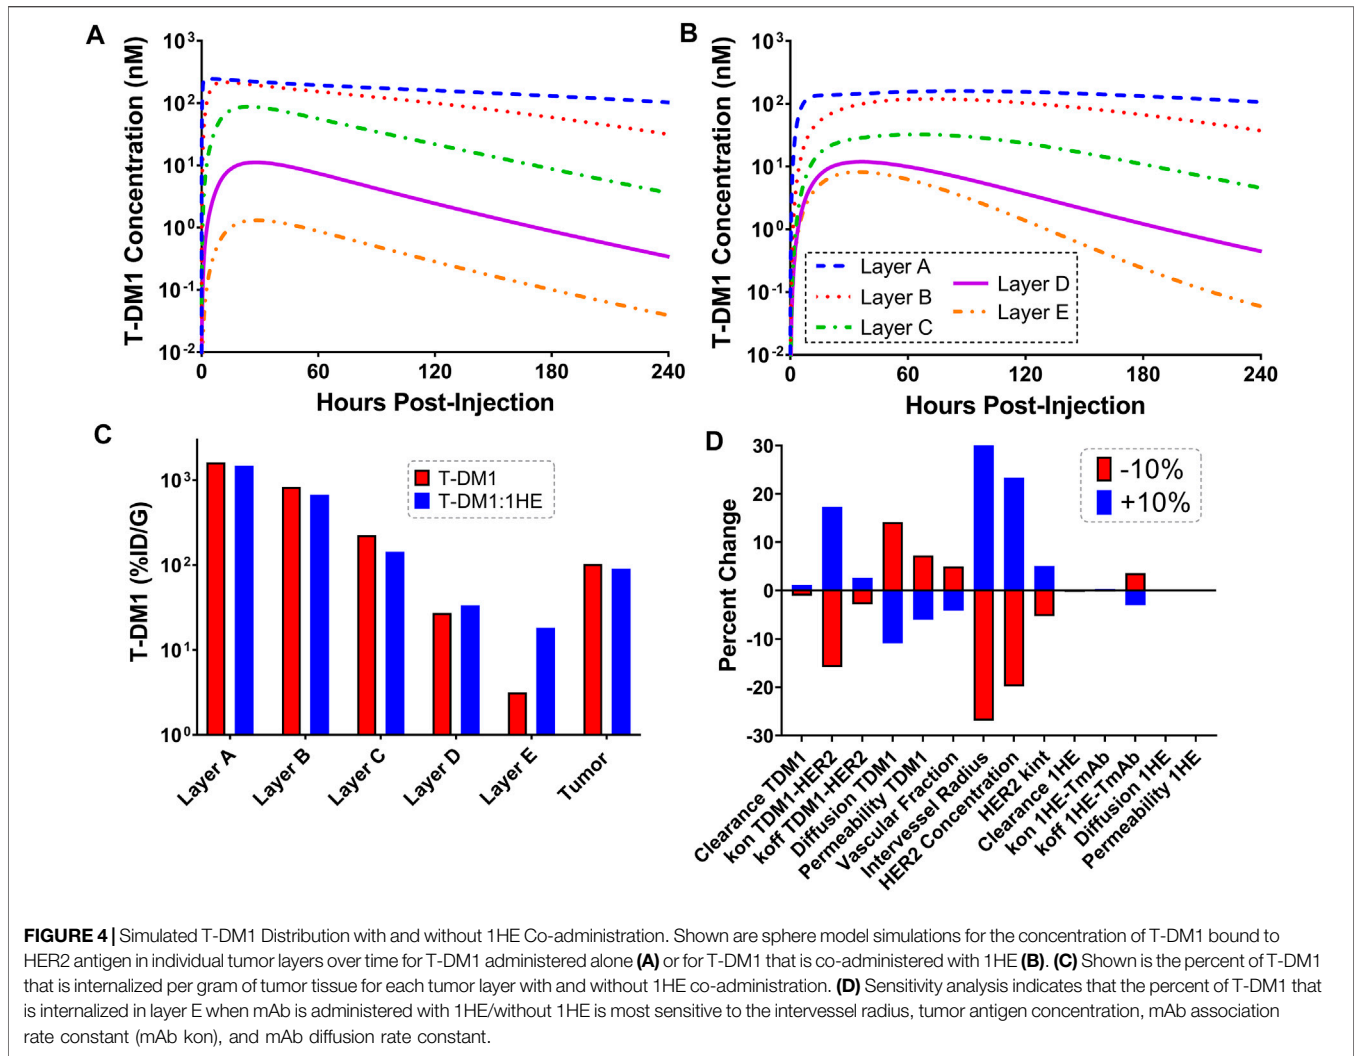 A
T-DM1 Concentration (nM)
10³
10²
10¹
10⁰
10⁻¹
10⁻²
0 60 120 180 240
Hours Post-Injection
B
T-DM1 Concentration (nM)
10³
10²
10¹
10⁰
10⁻¹
10⁻²
Layer A
Layer B
Layer C
Layer D
Layer E
0 60 120 180 240
Hours Post-Injection
C
T-DM1 (%ID/G)
10³
10²
10¹
10⁰
T-DM1
T-DM1:1HE
Layer A
Layer B
Layer C
Layer D
Layer E
Tumor
D
Percent Change
30
20
10
0
-10
-20
-30
-10%
+10%
Clearance TDM1
kon TDM1-HER2
koff TDM1-HER2
Diffusion TDM1
Permeability TDM1
Vascular Fraction
Intervessel Radius
HER2 Concentration
HER2 kint
Clearance 1HE
kon 1HE-TmAb
koff 1HE-TmAb
Diffusion 1HE
Permeability 1HE
FIGURE 4 | Simulated T-DM1 Distribution with and without 1HE Co-administration. Shown are sphere model simulations for the concentration of T-DM1 bound to
HER2 antigen in individual tumor layers over time for T-DM1 administered alone (A) or for T-DM1 that is co-administered with 1HE (B). (C) Shown is the percent of T-DM1
that is internalized per gram of tumor tissue for each tumor layer with and without 1HE co-administration. (D) Sensitivity analysis indicates that the percent of T-DM1 that
is internalized in layer E when mAb is administered with 1HE/without 1HE is most sensitive to the intervessel radius, tumor antigen concentration, mAb association
rate constant (mAb kon), and mAb diffusion rate constant.